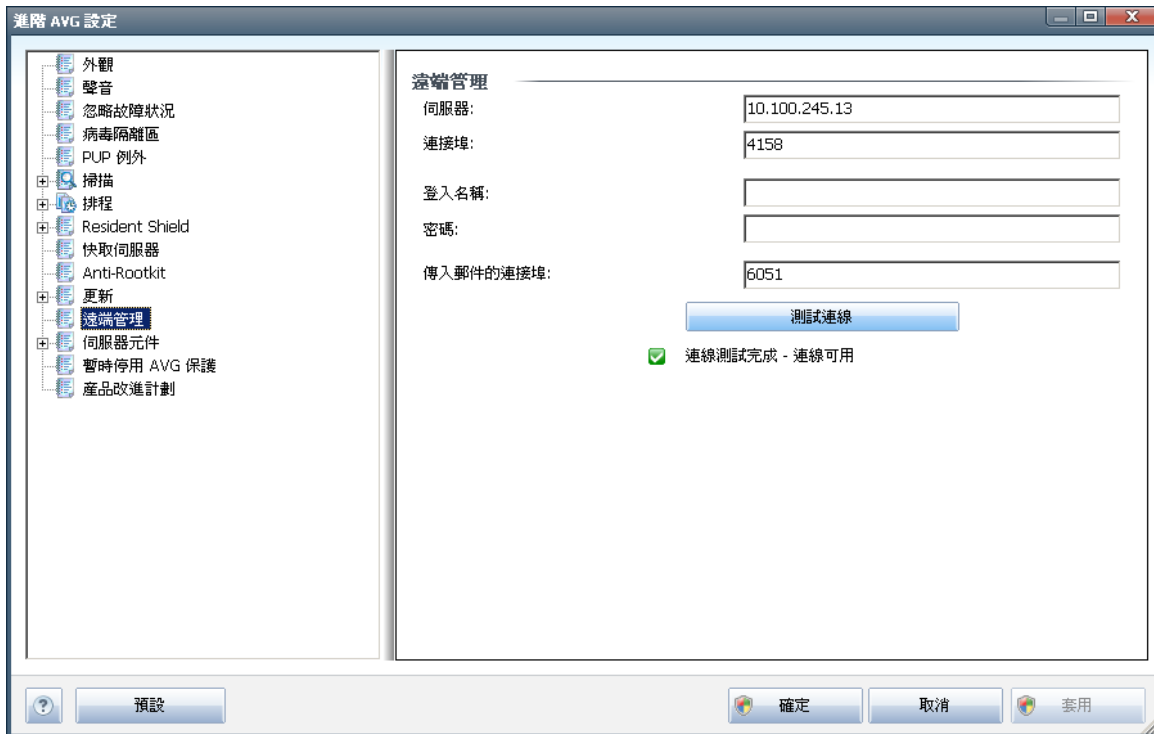 進階 AVG 設定
外觀
聲音
忽略故障狀況
病毒隔離區
PUP 例外
掃描
排程
Resident Shield
快取伺服器
Anti-Rootkit
更新
遠端管理
伺服器元件
暫時停用 AVG 保護
產品改進計劃
遠端管理
伺服器: 10.100.245.13
連接埠: 4158
登入名稱:
密碼:
傳入郵件的連接埠: 6051
測試連線
連線測試完成 - 連線可用
? 預設 確定 取消 套用